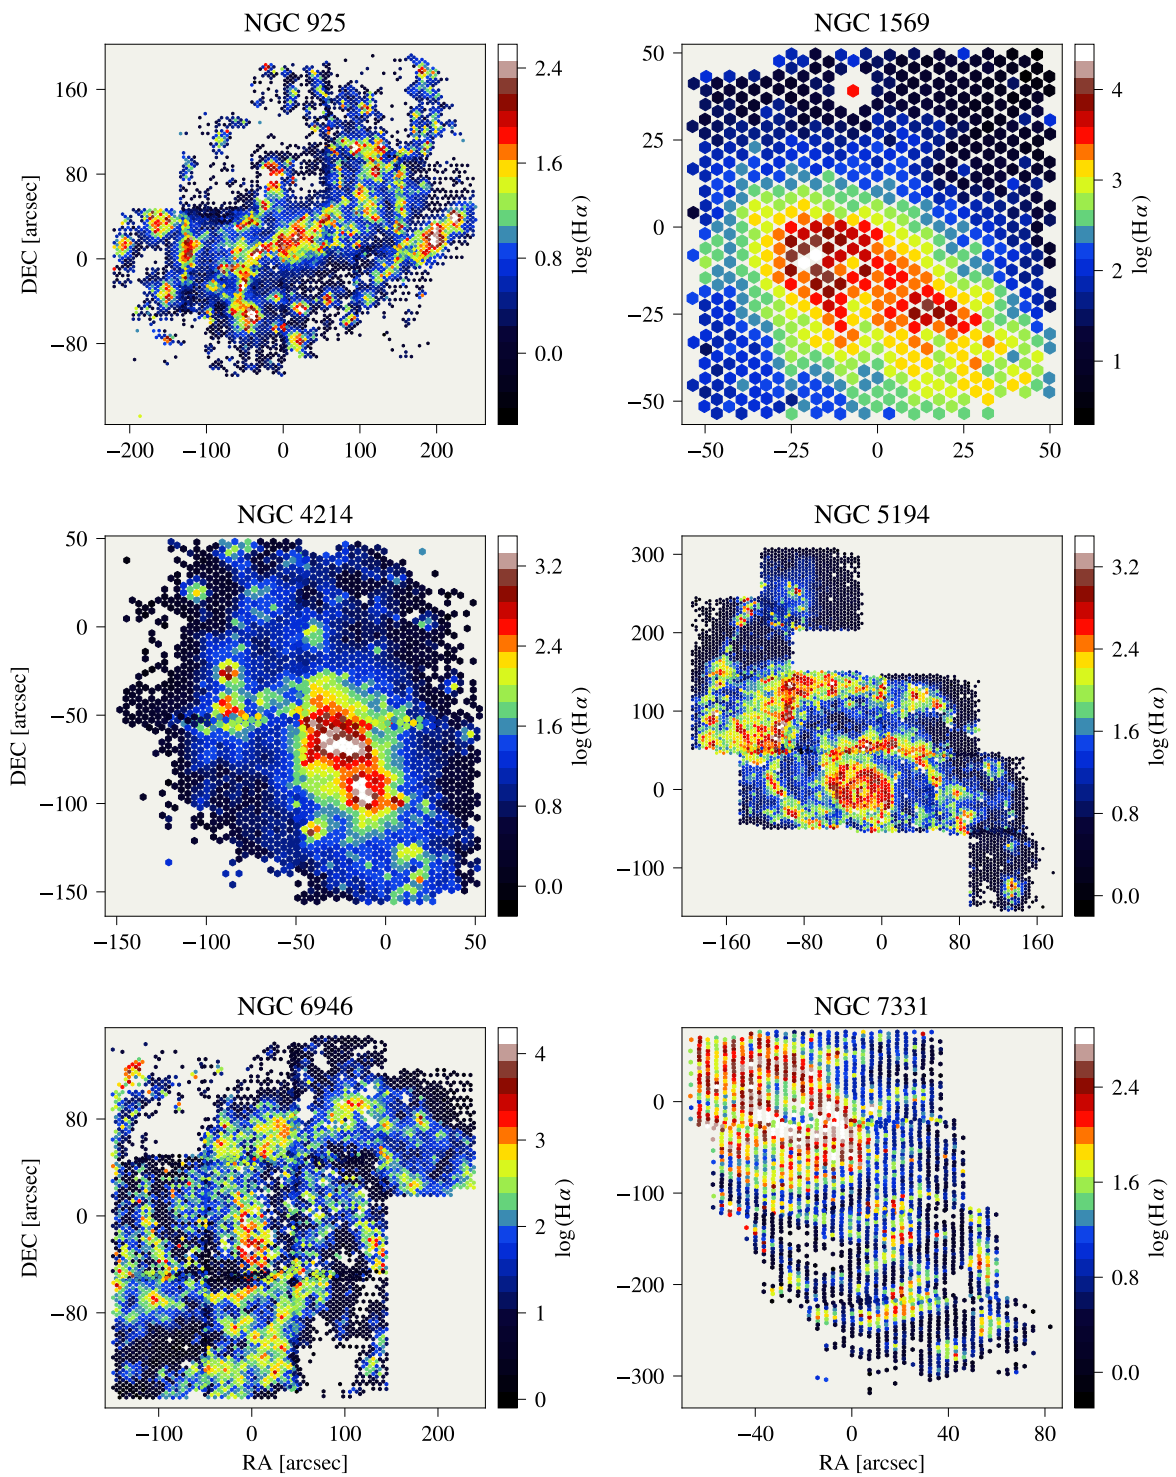 NGC 925
160
80
0
−80
DEC [arcsec]
−200 −100 0 100 200
2.4
1.6
0.8
0.0
log(Hα)
NGC 1569
50
25
0
−25
−50
−50 −25 0 25 50
4
3
2
1
log(Hα)
NGC 4214
50
0
−50
−100
−150
DEC [arcsec]
−150 −100 −50 0 50
3.2
2.4
1.6
0.8
0.0
log(Hα)
NGC 5194
300
200
100
0
−100
−160 −80 0 80 160
3.2
2.4
1.6
0.8
0.0
log(Hα)
NGC 6946
80
0
−80
DEC [arcsec]
−100 0 100 200
RA [arcsec]
4
3
2
1
0
log(Hα)
NGC 7331
0
−100
−200
−300
−40 0 40 80
RA [arcsec]
2.4
1.6
0.8
0.0
log(Hα)